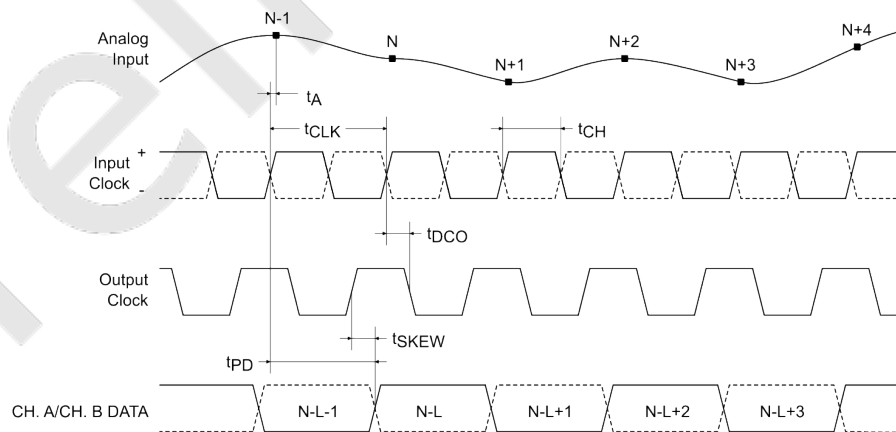 N-1
N
N+1
N+2
N+3
N+4
Analog
Input
tA
tCLK
tCH
Input
Clock
+
-
tDCO
Output
Clock
tSKEW
tPD
CH. A/CH. B DATA
N-L-1
N-L
N-L+1
N-L+2
N-L+3